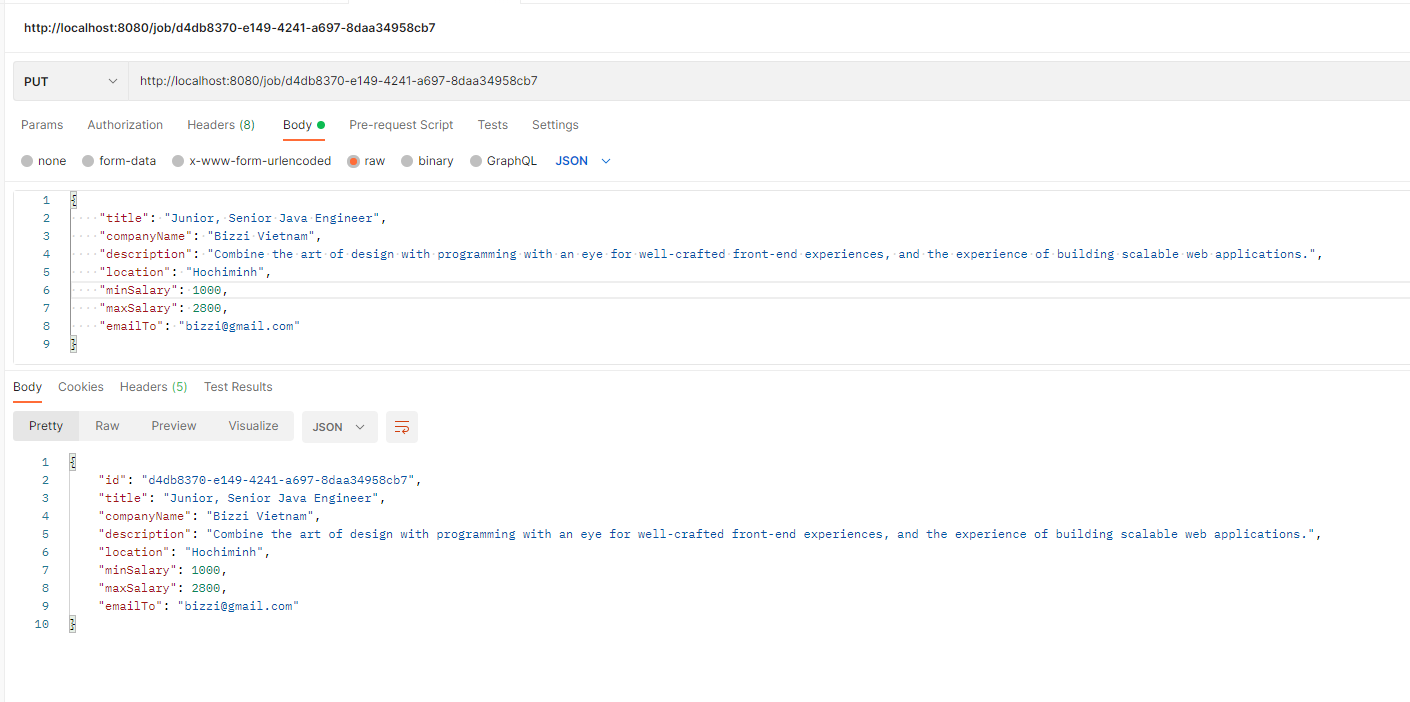 http://localhost:8080/job/d4db8370-e149-4241-a697-8daa34958cb7
PUT http://localhost:8080/job/d4db8370-e149-4241-a697-8daa34958cb7
Params Authorization Headers (8) Body Pre-request Script Tests Settings
none form-data x-www-form-urlencoded raw binary GraphQL JSON
1 {
2 "title": "Junior, Senior Java Engineer",
3 "companyName": "Bizzi Vietnam",
4 "description": "Combine the art of design with programming with an eye for well-crafted front-end experiences, and the experience of building scalable web applications.",
5 "location": "Hochiminh",
6 "minSalary": 1000,
7 "maxSalary": 2800,
8 "emailTo": "bizzi@gmail.com"
9 }
Body Cookies Headers (5) Test Results
Pretty Raw Preview Visualize JSON
1 {
2 "id": "d4db8370-e149-4241-a697-8daa34958cb7",
3 "title": "Junior, Senior Java Engineer",
4 "companyName": "Bizzi Vietnam",
5 "description": "Combine the art of design with programming with an eye for well-crafted front-end experiences, and the experience of building scalable web applications.",
6 "location": "Hochiminh",
7 "minSalary": 1000,
8 "maxSalary": 2800,
9 "emailTo": "bizzi@gmail.com"
10 }